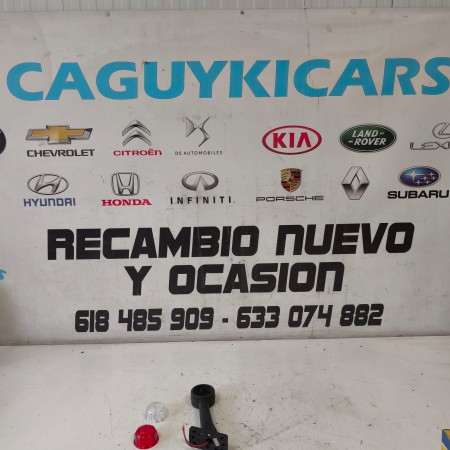 CAGUYKICARS
CHEVROLET CITROËN DS AUTOMOBILES KIA LAND-ROVER LEXUS
HYUNDAI HONDA INFINITI PORSCHE SUBARU
RECAMBIO NUEVO
Y OCASION
618 485 909 - 633 074 882